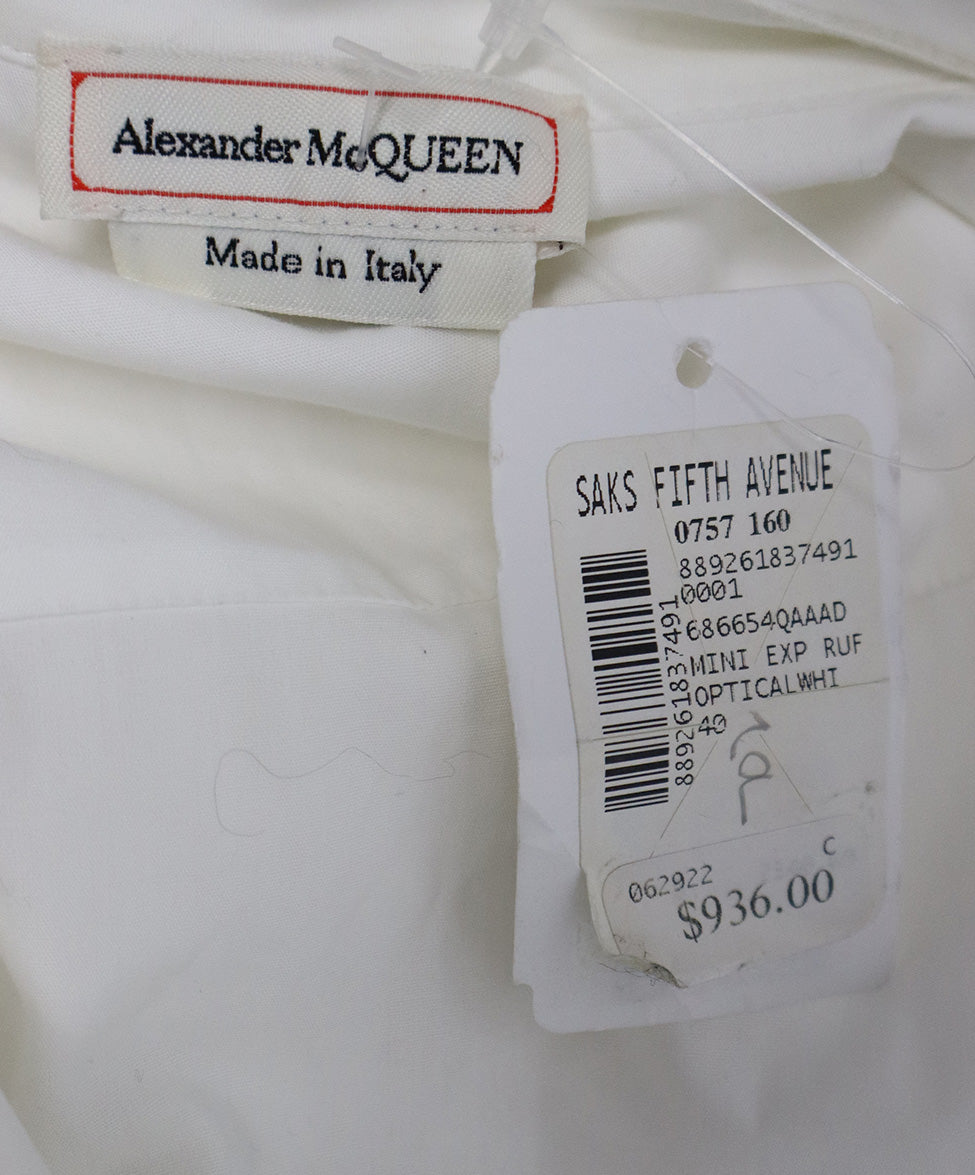 Alexander McQUEEN
Made in Italy
SAKS FIFTH AVENUE
0757 160
889261837491
0001
686654QAAAD
MINI EXP RUF
OPTICALWHI
40
889261837491
062922
C
$936.00